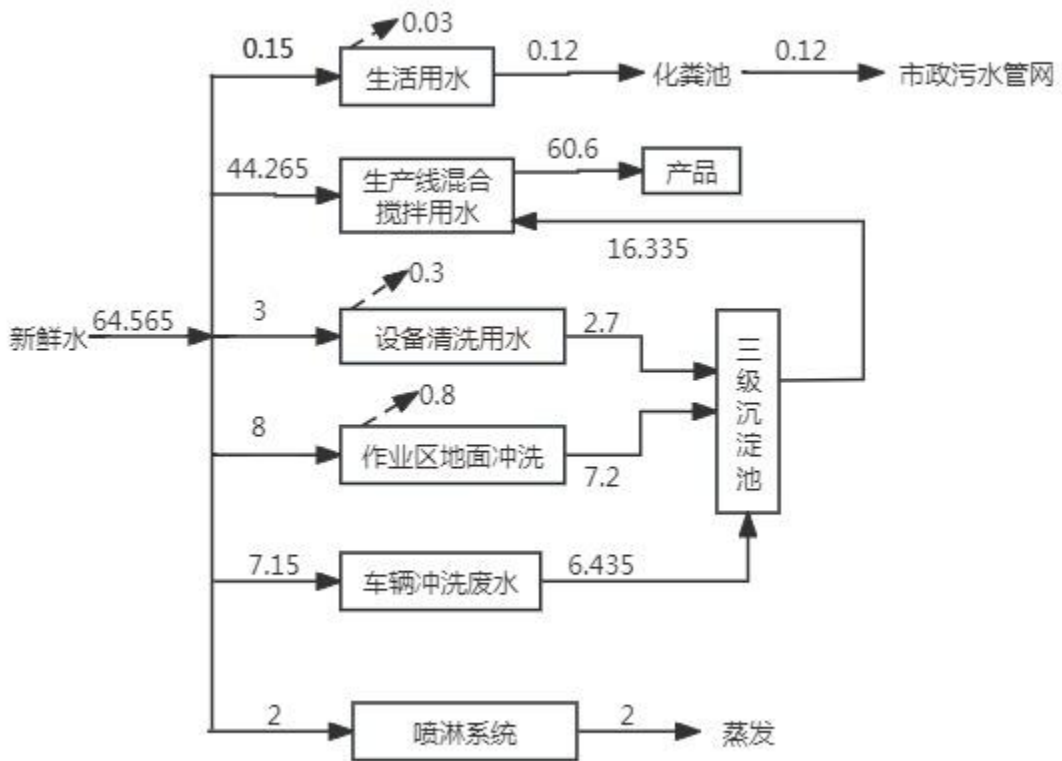 0.03
0.15
生活用水
0.12
化粪池
0.12
市政污水管网
44.265
生产线混合
搅拌用水
60.6
产品
16.335
新鲜水
64.565
3
0.3
设备清洗用水
2.7
三级沉淀池
8
0.8
作业区地面冲洗
7.2
7.15
车辆冲洗废水
6.435
2
喷淋系统
2
蒸发